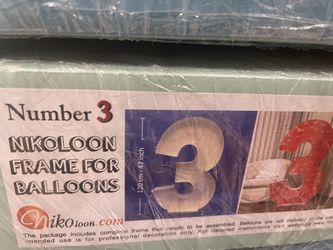 Number 3
NIKOLOON
FRAME FOR
BALLOONS
120 cm - 47 inch
Nikoloon.com
The package includes complete frame that needs to be assembled. Balloons are not included in the
Intended use is for professional decoration only. For detailed instructions visit